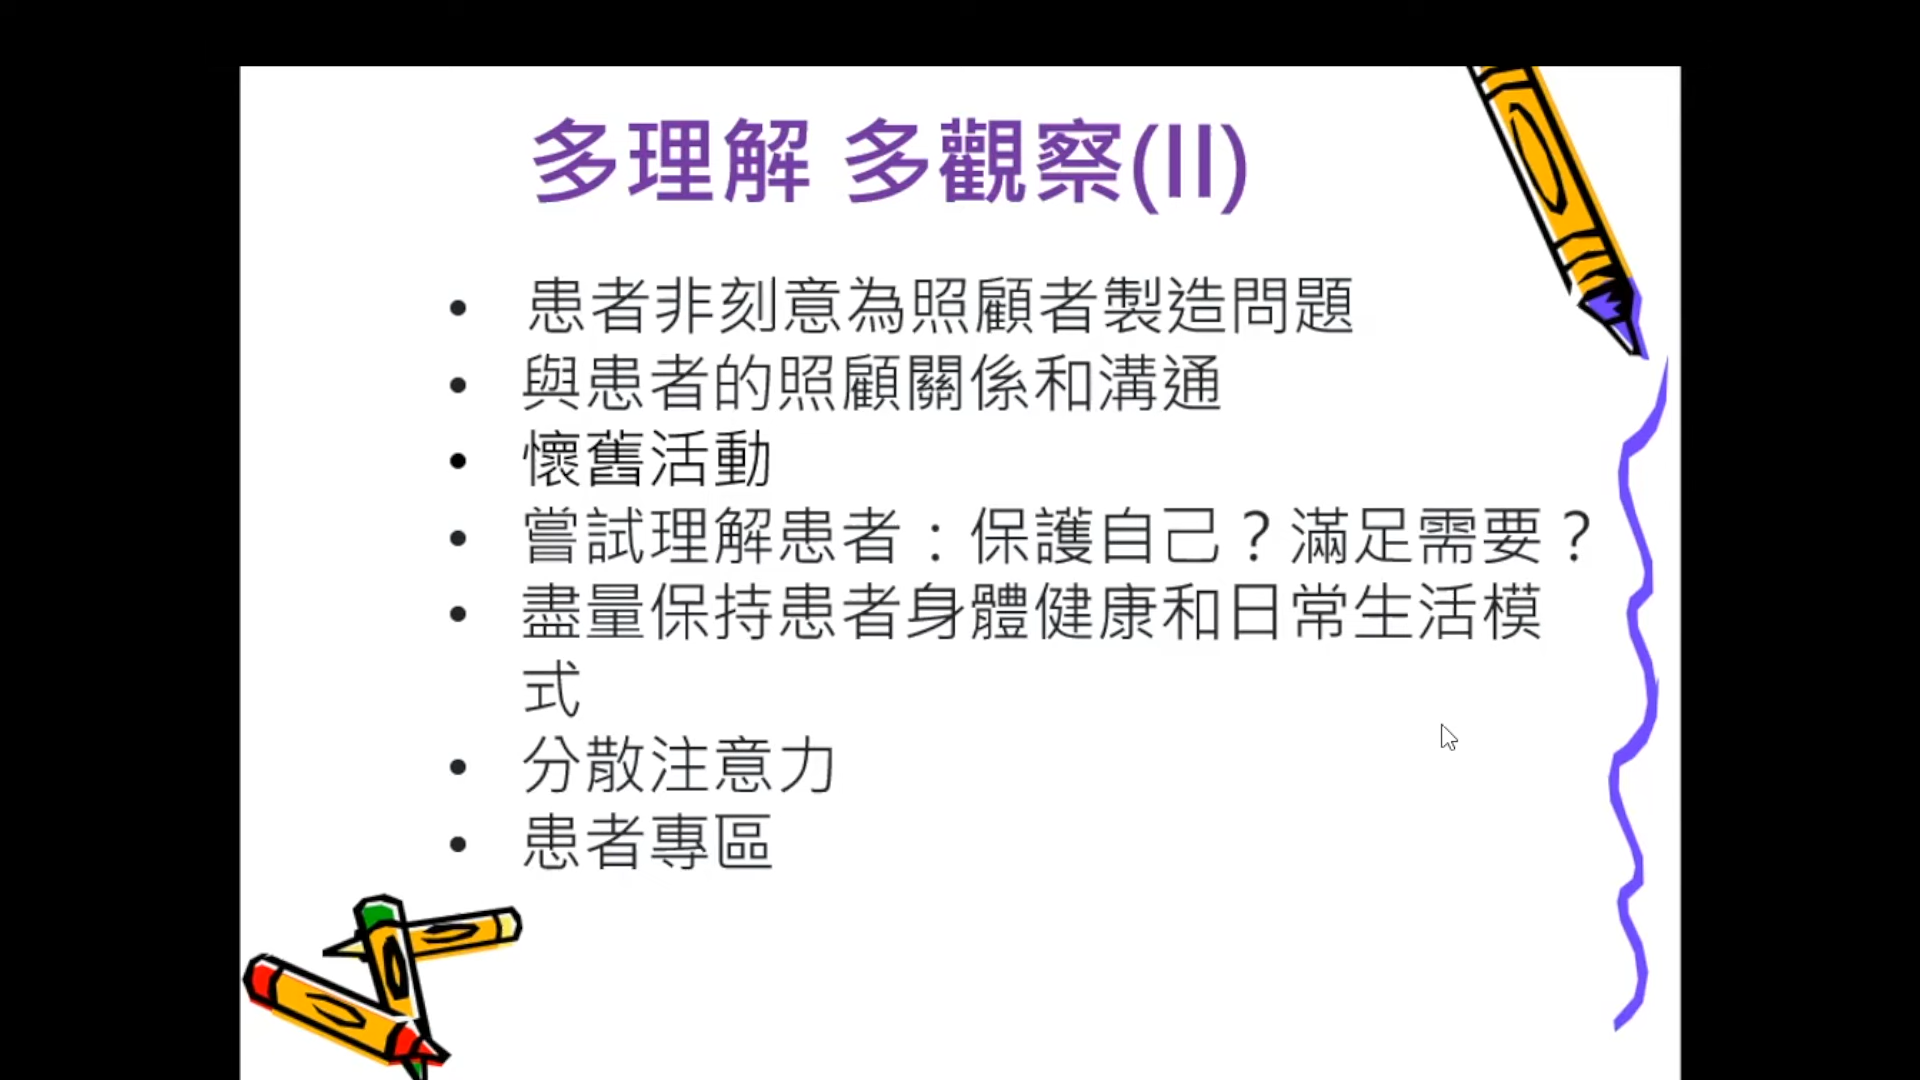 多理解 多觀察(II)
• 患者非刻意為照顧者製造問題
• 與患者的照顧關係和溝通
• 懷舊活動
• 嘗試理解患者：保護自己？滿足需要？
• 盡量保持患者身體健康和日常生活模
式
• 分散注意力
• 患者專區